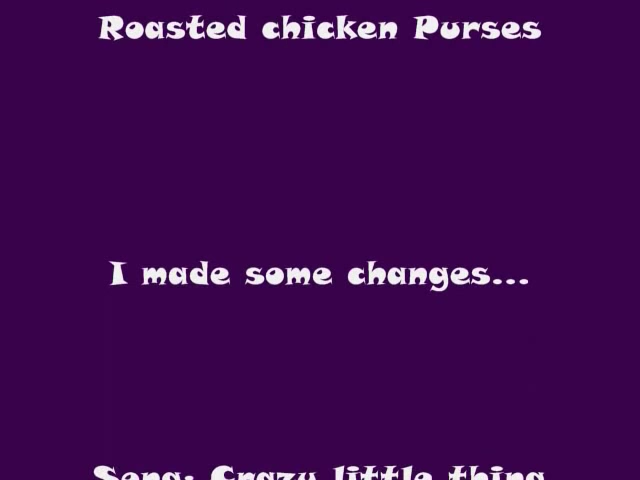 Roasted chicken Purses
I made some changes...
Song: Crazy little thing